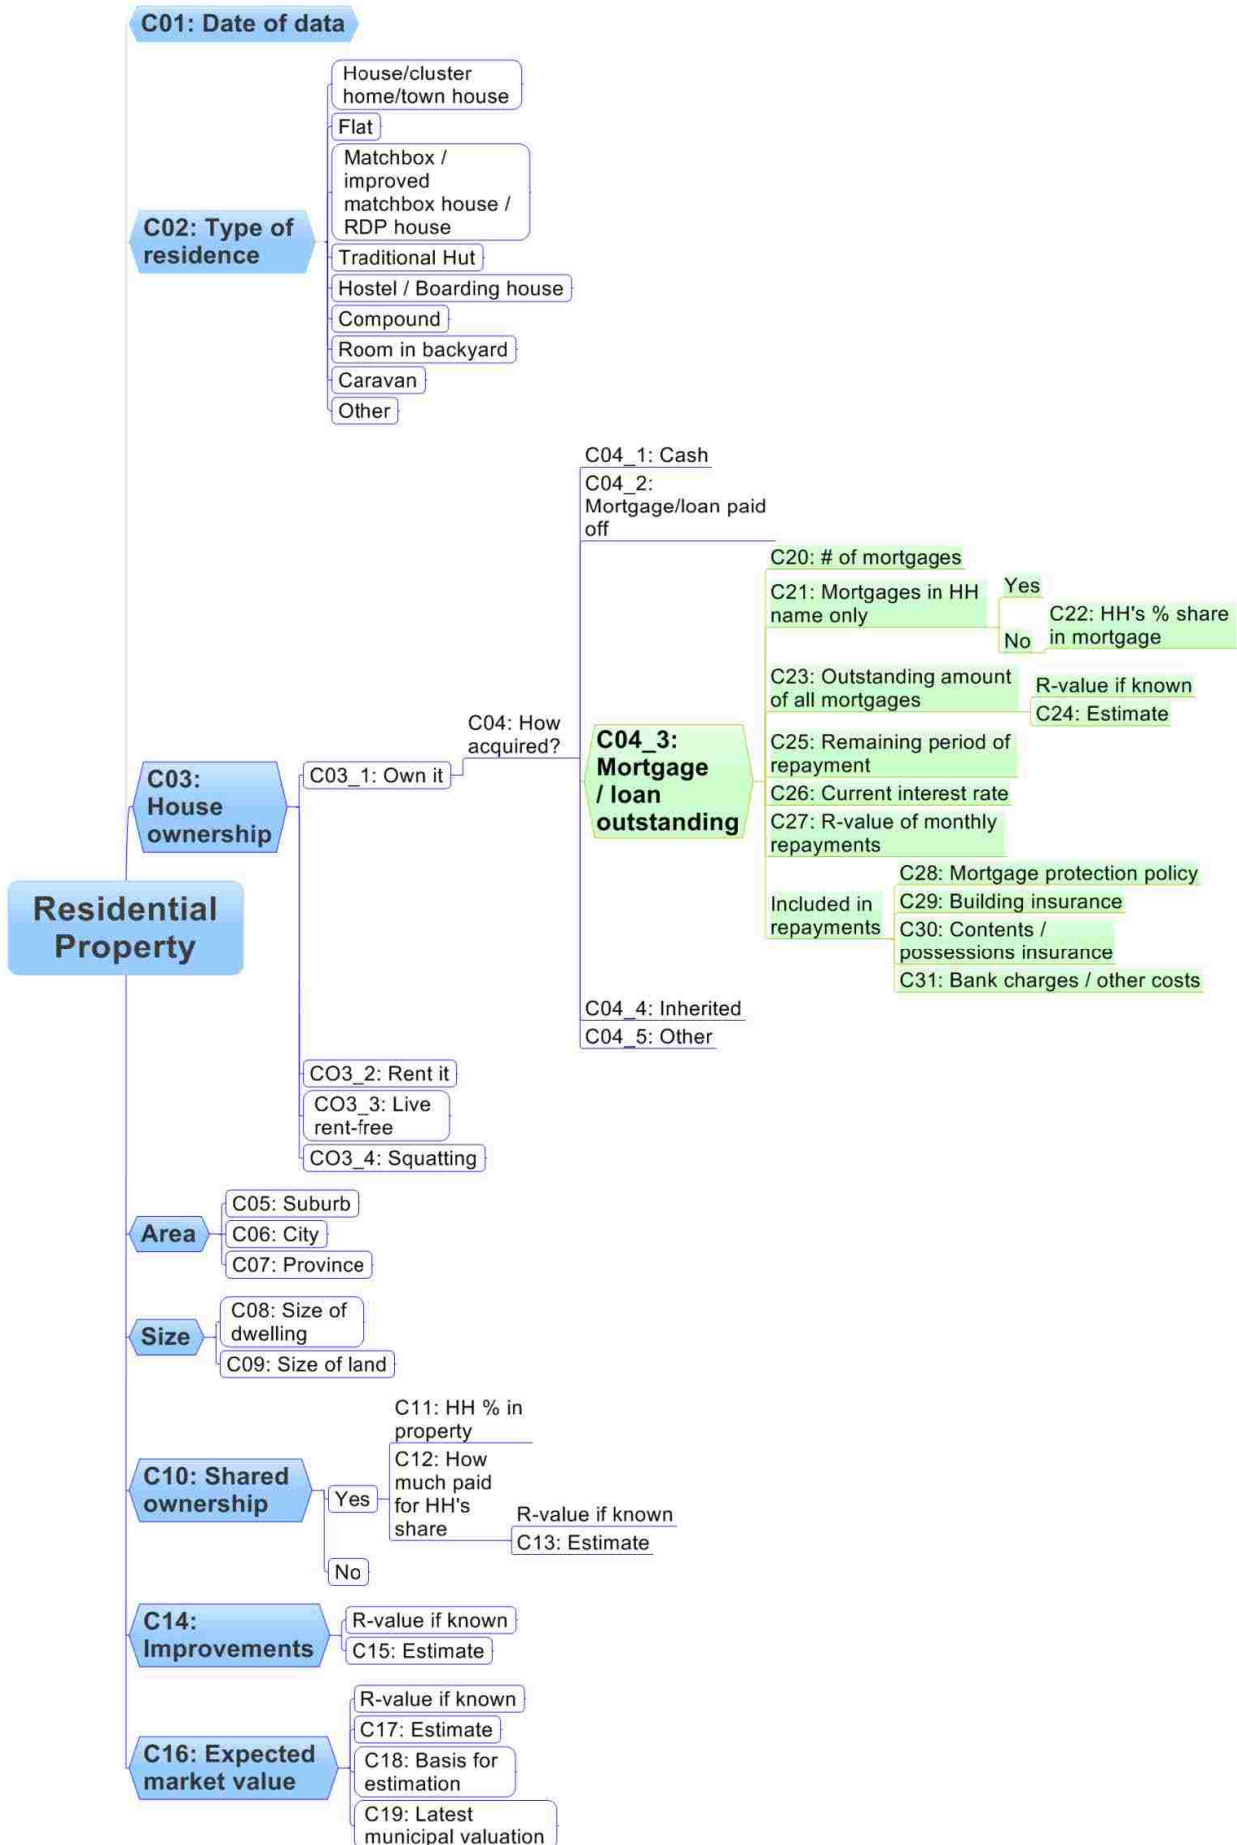 C01: Date of data
C02: Type of
residence
House/cluster
home/town house
Flat
Matchbox /
improved
matchbox house /
RDP house
Traditional Hut
Hostel / Boarding house
Compound
Room in backyard
Caravan
Other
Residential
Property
C03:
House
ownership
C03_1: Own it
C04: How
acquired?
C04_1: Cash
C04_2:
Mortgage/loan paid
off
C04_3:
Mortgage
/ loan
outstanding
C20: # of mortgages
C21: Mortgages in HH
name only
Yes
No
C22: HH's % share
in mortgage
C23: Outstanding amount
of all mortgages
R-value if known
C24: Estimate
C25: Remaining period of
repayment
C26: Current interest rate
C27: R-value of monthly
repayments
Included in
repayments
C28: Mortgage protection policy
C29: Building insurance
C30: Contents /
possessions insurance
C31: Bank charges / other costs
C04_4: Inherited
C04_5: Other
CO3_2: Rent it
CO3_3: Live
rent-free
CO3_4: Squatting
Area
C05: Suburb
C06: City
C07: Province
Size
C08: Size of
dwelling
C09: Size of land
C10: Shared
ownership
Yes
C11: HH % in
property
C12: How
much paid
for HH's
share
R-value if known
C13: Estimate
No
C14:
Improvements
R-value if known
C15: Estimate
C16: Expected
market value
R-value if known
C17: Estimate
C18: Basis for
estimation
C19: Latest
municipal valuation